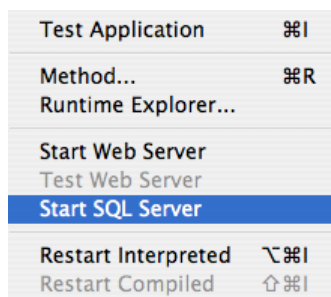 Test Application ⌘I
Method... ⌘R
Runtime Explorer...
Start Web Server
Test Web Server
Start SQL Server
Restart Interpreted ⌥⌘I
Restart Compiled ⇧⌘I